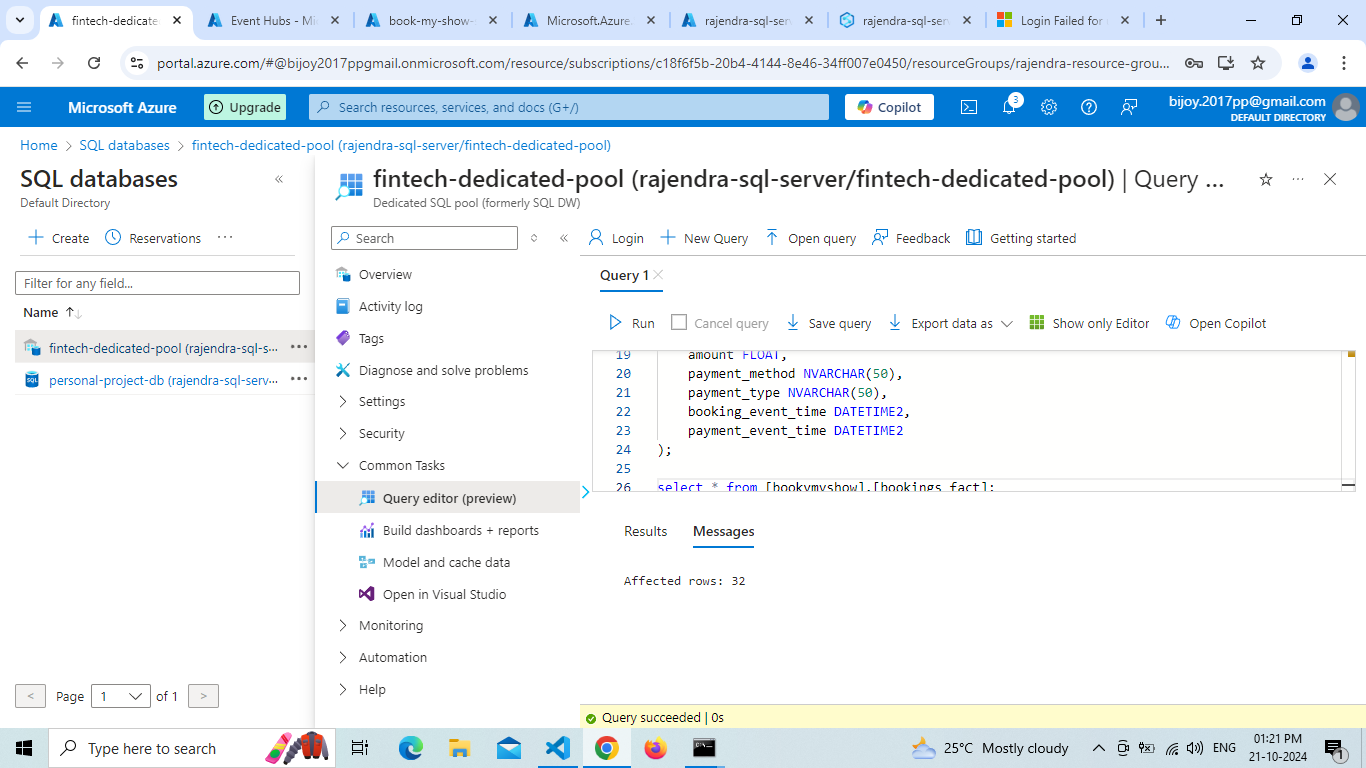 fintech-dedicate
Event Hubs - Mi
book-my-show-
Microsoft.Azure.
rajendra-sql-serv
rajendra-sql-serv
Login Failed for
portal.azure.com/#@bijoy2017ppgmail.onmicrosoft.com/resource/subscriptions/c18f6f5b-20b4-4144-8e46-34ff007e0450/resourceGroups/rajendra-resource-grou...
Microsoft Azure
Upgrade
Search resources, services, and docs (G+/)
Copilot
3
bijoy.2017pp@gmail.com
DEFAULT DIRECTORY
Home > SQL databases > fintech-dedicated-pool (rajendra-sql-server/fintech-dedicated-pool)
SQL databases
Default Directory
Create
Reservations
Filter for any field...
Name
fintech-dedicated-pool (rajendra-sql-s...
personal-project-db (rajendra-sql-serv...
< Page 1 of 1 >
fintech-dedicated-pool (rajendra-sql-server/fintech-dedicated-pool) | Query ...
Dedicated SQL pool (formerly SQL DW)
Search
Overview
Activity log
Tags
Diagnose and solve problems
Settings
Security
Common Tasks
Query editor (preview)
Build dashboards + reports
Model and cache data
Open in Visual Studio
Monitoring
Automation
Help
Login
New Query
Open query
Feedback
Getting started
Query 1
Run
Cancel query
Save query
Export data as
Show only Editor
Open Copilot
19 amount FLOAT,
20 payment_method NVARCHAR(50),
21 payment_type NVARCHAR(50),
22 booking_event_time DATETIME2,
23 payment_event_time DATETIME2
24 );
25
26 select * from [bookymyshow].[bookings_fact];
Results
Messages
Affected rows: 32
Query succeeded | 0s
Type here to search
25°C Mostly cloudy
ENG
01:21 PM
21-10-2024
1